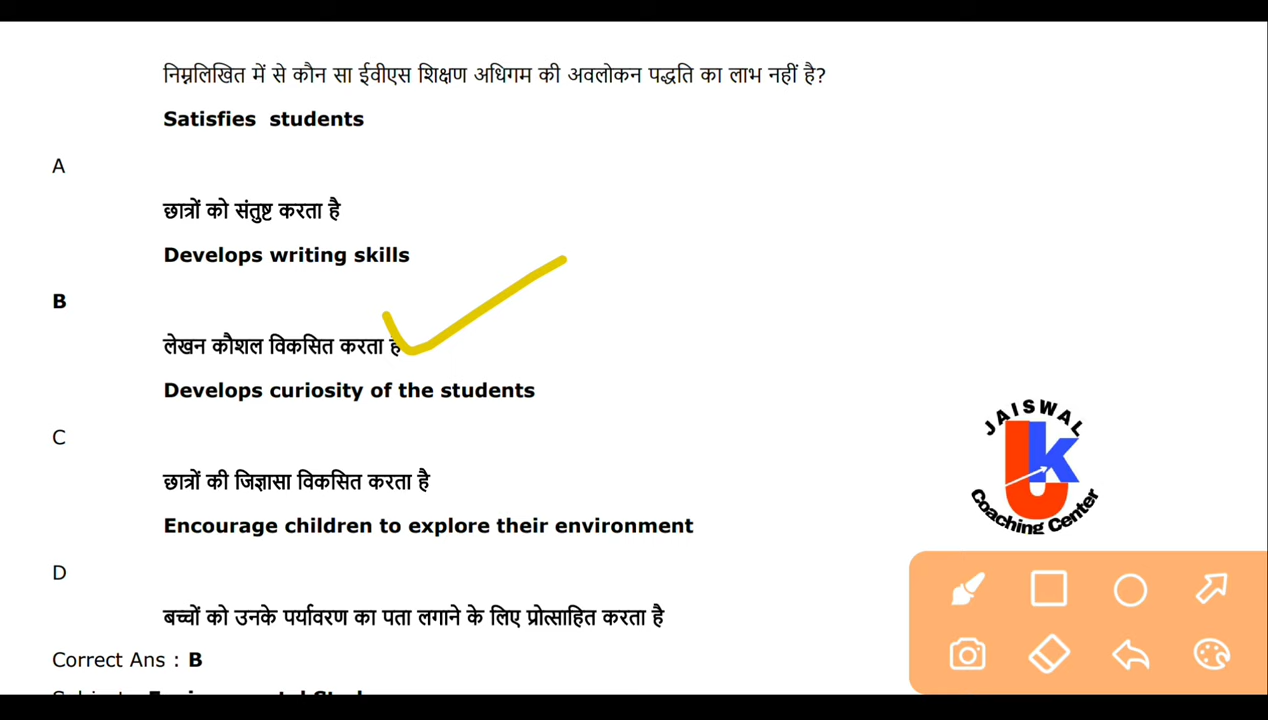 निम्नलिखित में से कौन सा ईवीएस शिक्षण अधिगम की अवलोकन पद्धति का लाभ नहीं है?
Satisfies students
A
छात्रों को संतुष्ट करता है
Develops writing skills
B
लेखन कौशल विकसित करता है
Develops curiosity of the students
C
छात्रों की जिज्ञासा विकसित करता है
Encourage children to explore their environment
D
बच्चों को उनके पर्यावरण का पता लगाने के लिए प्रोत्साहित करता है
Correct Ans : B
JAISWAL
JK
Coaching Center